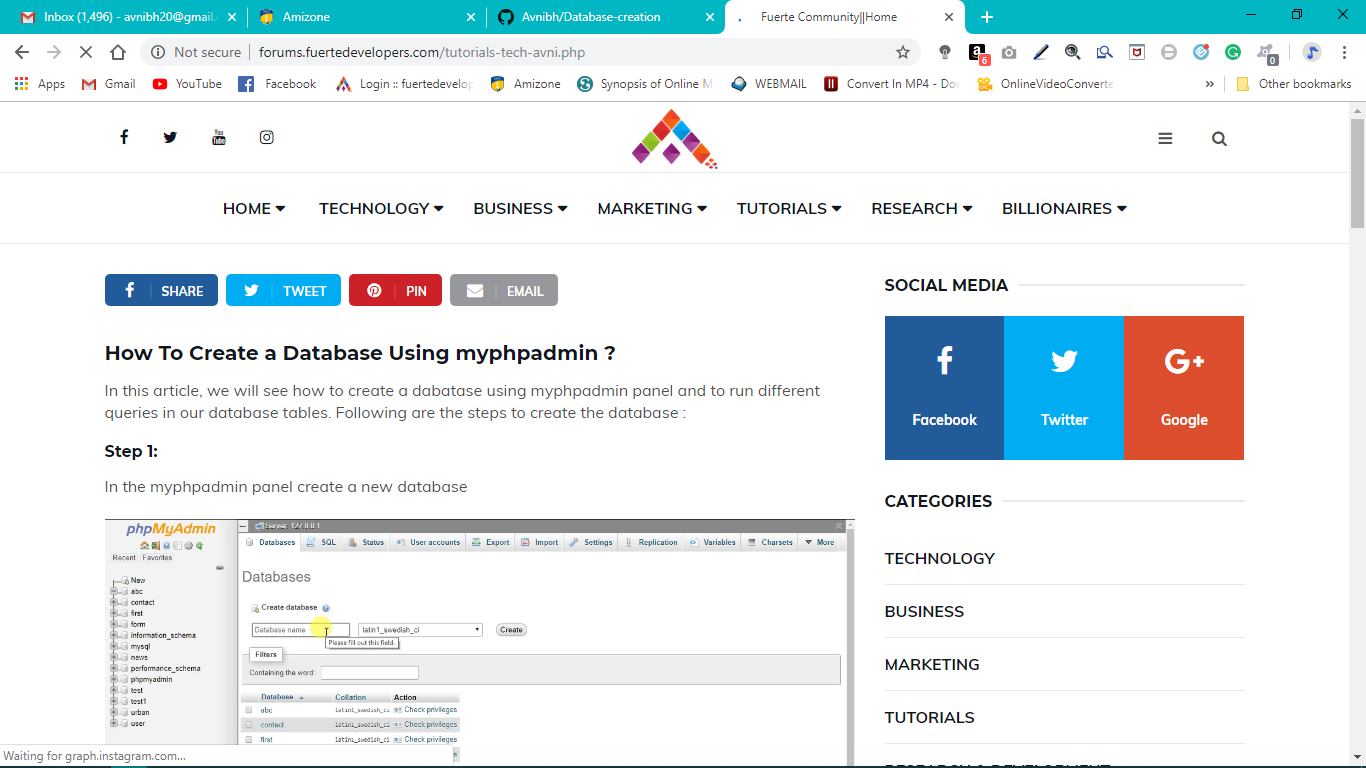 Inbox (1,496) - avnibh20@gmail.
Amizone
Avnibh/Database-creation
Fuerte Community||Home
Not secure
forums.fuertedevelopers.com/tutorials-tech-avni.php
6
0
Apps
Gmail
YouTube
Facebook
Login :: fuertedevelop
Amizone
Synopsis of Online M
WEBMAIL
Convert In MP4 - Dow
OnlineVideoConverte
»
Other bookmarks
You Tube
HOME
TECHNOLOGY
BUSINESS
MARKETING
TUTORIALS
RESEARCH
BILLIONAIRES
SHARE
TWEET
PIN
EMAIL
How To Create a Database Using myphpadmin ?
In this article, we will see how to create a dabatase using myphpadmin panel and to run different
queries in our database tables. Following are the steps to create the database :
Step 1:
In the myphpadmin panel create a new database
phpMyAdmin
Recent
Favorites
New
abc
contact
first
form
information_schema
mysql
news
performance_schema
phpmyadmin
test
test1
urban
user
Server: 127.0.0.1
Databases
SQL
Status
User accounts
Export
Import
Settings
Replication
Variables
Charsets
More
Databases
Create database
Database name
latin1_swedish_ci
Create
Please fill out this field.
Filters
Containing the word:
Database
Collation
Action
abc
latin1_swedish_ci
Check privileges
contact
latin1_swedish_ci
Check privileges
first
latin1_swedish_ci
Check privileges
SOCIAL MEDIA
Facebook
Twitter
G+
Google
CATEGORIES
TECHNOLOGY
BUSINESS
MARKETING
TUTORIALS
RESEARCH & DEVELOPMENT
Waiting for graph.instagram.com...